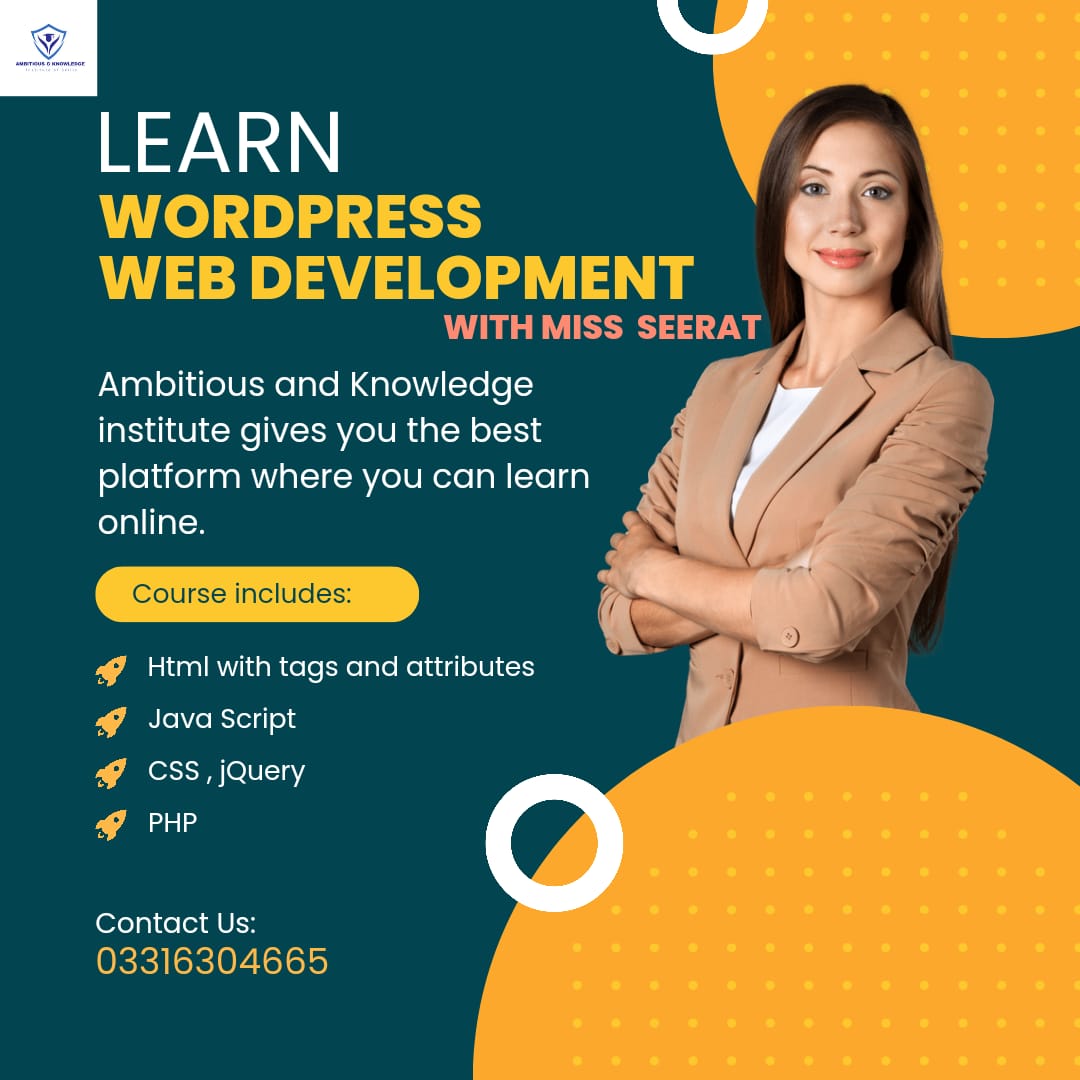 AMBITIOUS & KNOWLEDGE
LEARN
WORDPRESS
WEB DEVELOPMENT
WITH MISS SEERAT
Ambitious and Knowledge
institute gives you the best
platform where you can learn
online.
Course includes:
Html with tags and attributes
Java Script
CSS , jQuery
PHP
Contact Us:
03316304665